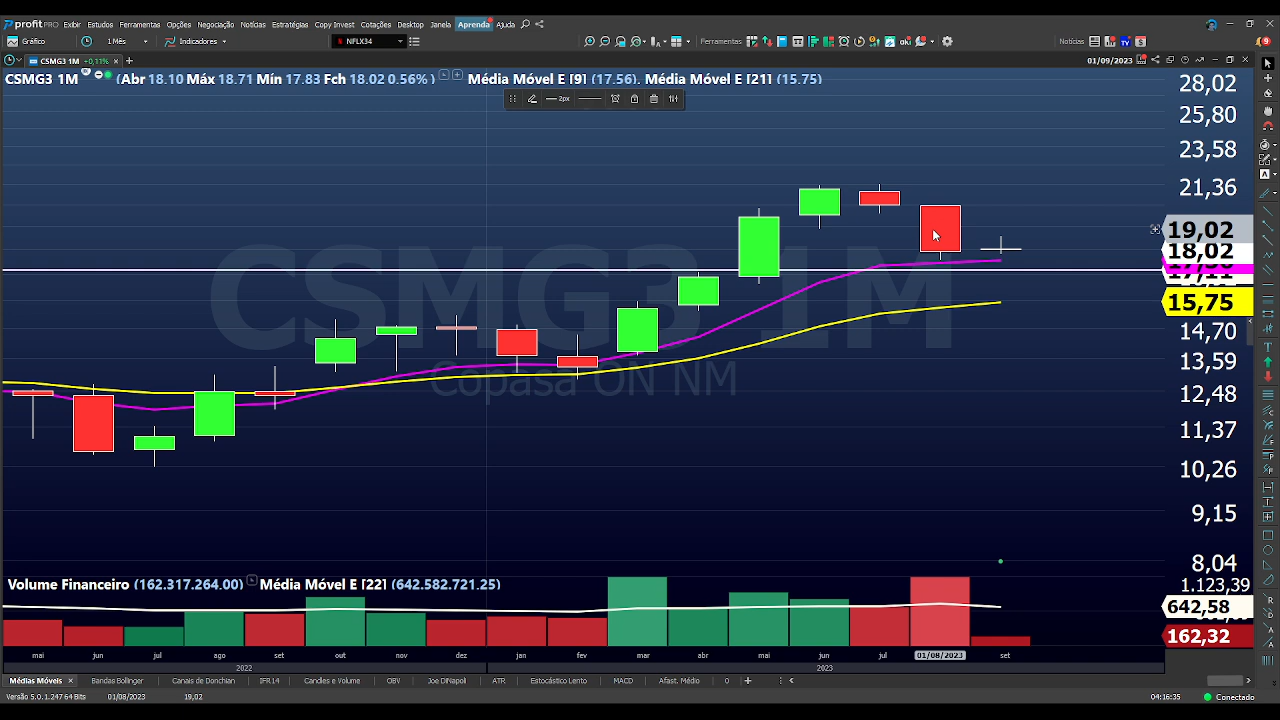 profit PRO Exibir Estudos Ferramentas Opções Negociação Notícias Estratégias Copy Invest Cotações Desktop Janela Aprenda Ajuda
Gráfico 1 Mês Indicadores NFLX34 Ferramentas Notícias
CSMG3 1M +0,11% 01/09/2023
CSMG3 1M (Abr 18.10 Máx 18.71 Mín 17.83 Fch 18.02 0.56% ) Média Móvel E [9] (17.56). Média Móvel E [21] (15.75)
2px
28,02
25,80
23,58
21,36
19,02
18,02
17,11
15,75
14,70
13,59
12,48
11,37
10,26
9,15
8,04
CSMG3 1M
Copasa ON NM
Volume Financeiro (162.317.264.00) Média Móvel E [22] (642.582.721.25)
1.123,39
642,58
162,32
mai jun jul ago set out nov dez jan fev mar abr mai jun jul 01/08/2023 set
2022 2023
Médias Móveis Bandas Bolinger Canais de Donchian IFR.14 Candles e Volume OBV Joe DiNapoli ATR Estocástico Lento MACD Afast. Médio 0
Versão 5.0.1.247 64 Bits 01/08/2023 19,02 04:16:35 Conectado